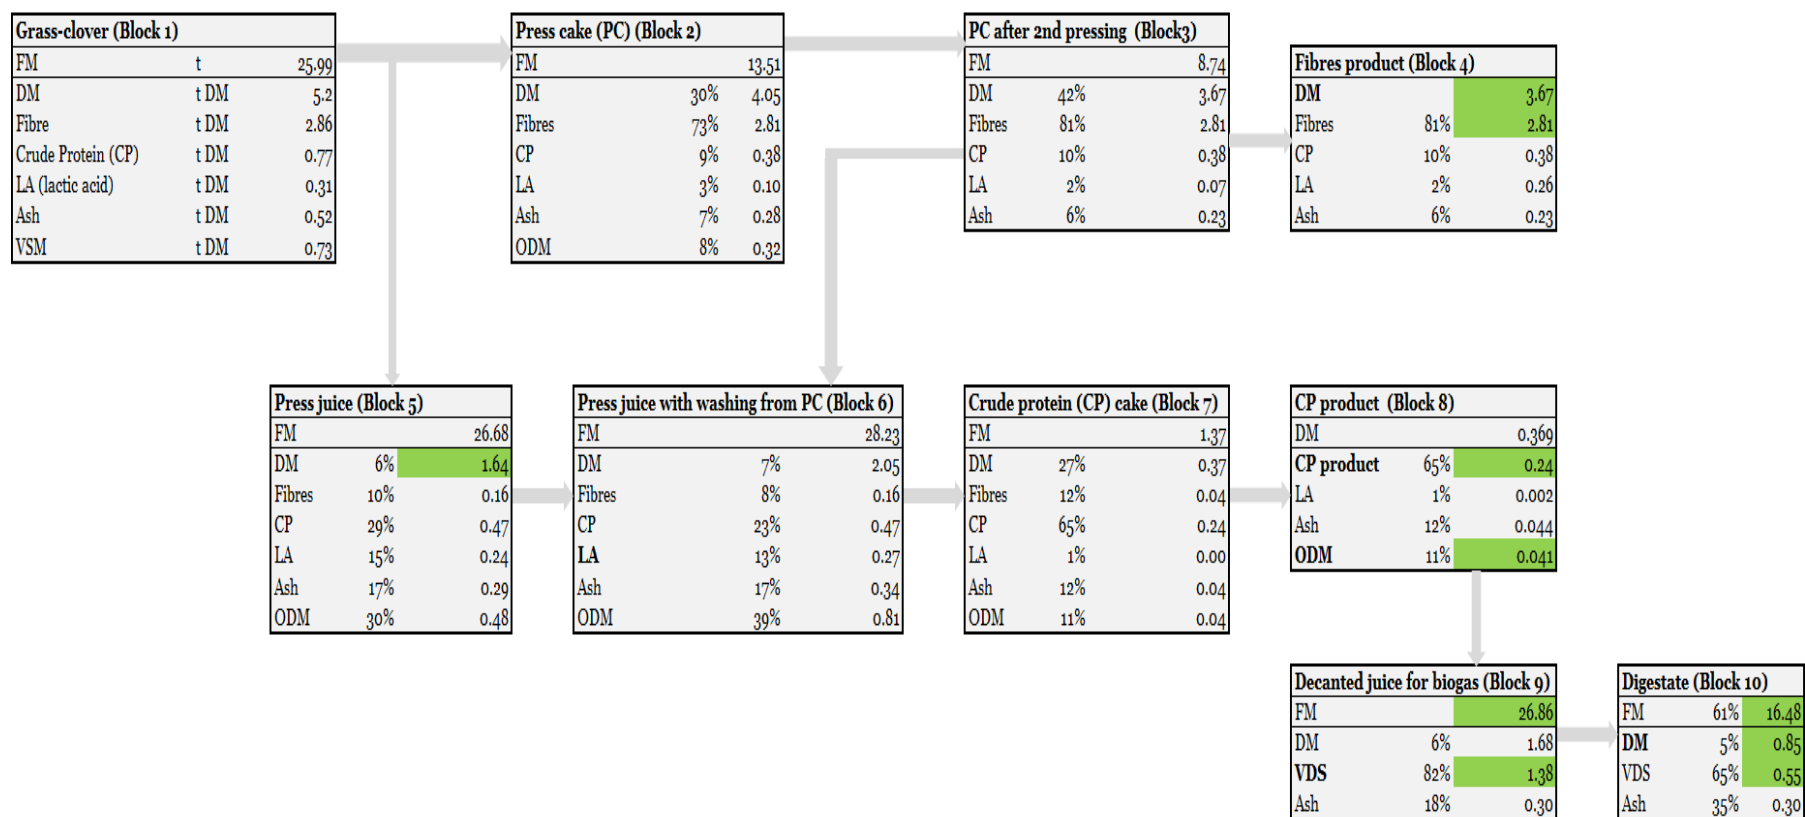 Grass-clover (Block 1)
FM t 25.99
DM t DM 5.2
Fibre t DM 2.86
Crude Protein (CP) t DM 0.77
LA (lactic acid) t DM 0.31
Ash t DM 0.52
VSM t DM 0.73
Press cake (PC) (Block 2)
FM 13.51
DM 30% 4.05
Fibres 73% 2.81
CP 9% 0.38
LA 3% 0.10
Ash 7% 0.28
ODM 8% 0.32
PC after 2nd pressing (Block3)
FM 8.74
DM 42% 3.67
Fibres 81% 2.81
CP 10% 0.38
LA 2% 0.07
Ash 6% 0.23
Fibres product (Block 4)
DM 3.67
Fibres 81% 2.81
CP 10% 0.38
LA 2% 0.26
Ash 6% 0.23
Press juice (Block 5)
FM 26.68
DM 6% 1.64
Fibres 10% 0.16
CP 29% 0.47
LA 15% 0.24
Ash 17% 0.29
ODM 30% 0.48
Press juice with washing from PC (Block 6)
FM 28.23
DM 7% 2.05
Fibres 8% 0.16
CP 23% 0.47
LA 13% 0.27
Ash 17% 0.34
ODM 39% 0.81
Crude protein (CP) cake (Block 7)
FM 1.37
DM 27% 0.37
Fibres 12% 0.04
CP 65% 0.24
LA 1% 0.00
Ash 12% 0.04
ODM 11% 0.04
CP product (Block 8)
DM 0.369
CP product 65% 0.24
LA 1% 0.002
Ash 12% 0.044
ODM 11% 0.041
Decanted juice for biogas (Block 9)
FM 26.86
DM 6% 1.68
VDS 82% 1.38
Ash 18% 0.30
Digestate (Block 10)
FM 61% 16.48
DM 5% 0.85
VDS 65% 0.55
Ash 35% 0.30